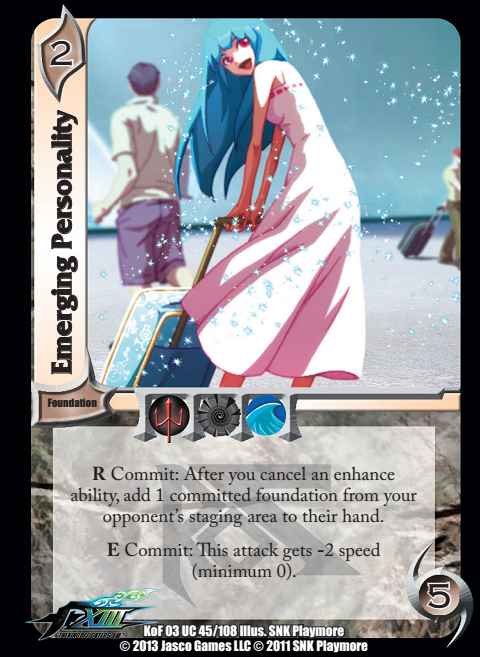 2
Emerging Personality
Foundation
R Commit: After you cancel an enhance
ability, add 1 committed foundation from your
opponent's staging area to their hand.
E Commit: This attack gets -2 speed
(minimum 0).
5
XIII
KoF 03 UC 45/108 Illus. SNK Playmore
© 2013 Jasco Games LLC © 2011 SNK Playmore